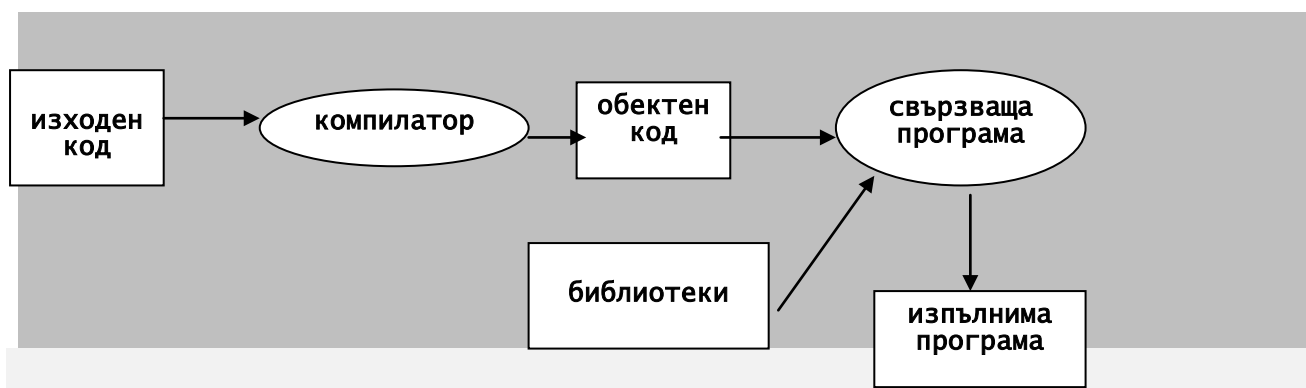 изходен
код
компилатор
обектен
код
свързваща
програма
библиотеки
изпълнима
програма